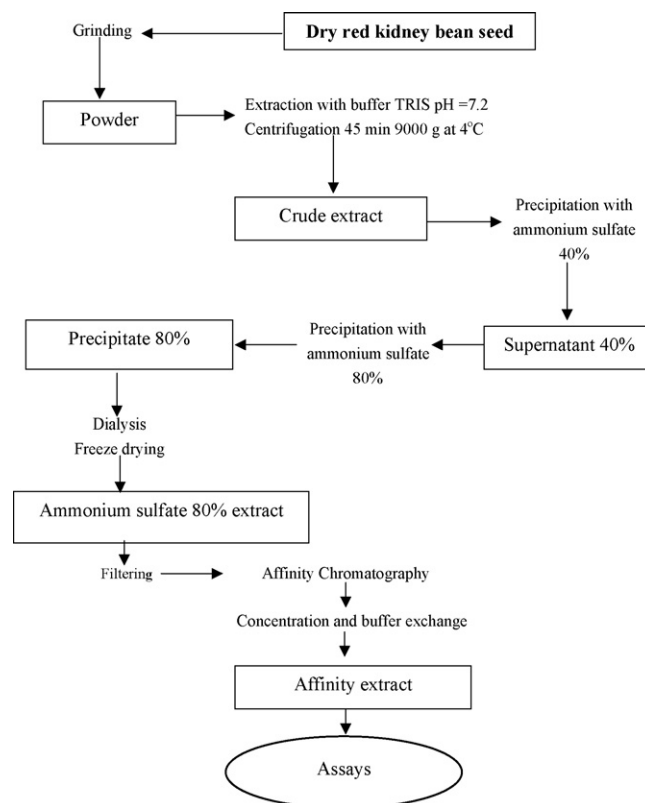 Dry red kidney bean seed
Grinding
Powder
Extraction with buffer TRIS pH =7.2
Centrifugation 45 min 9000 g at 4°C
Crude extract
Precipitation with
ammonium sulfate
40%
Supernatant 40%
Precipitation with
ammonium sulfate
80%
Precipitate 80%
Dialysis
Freeze drying
Ammonium sulfate 80% extract
Filtering
Affinity Chromatography
Concentration and buffer exchange
Affinity extract
Assays